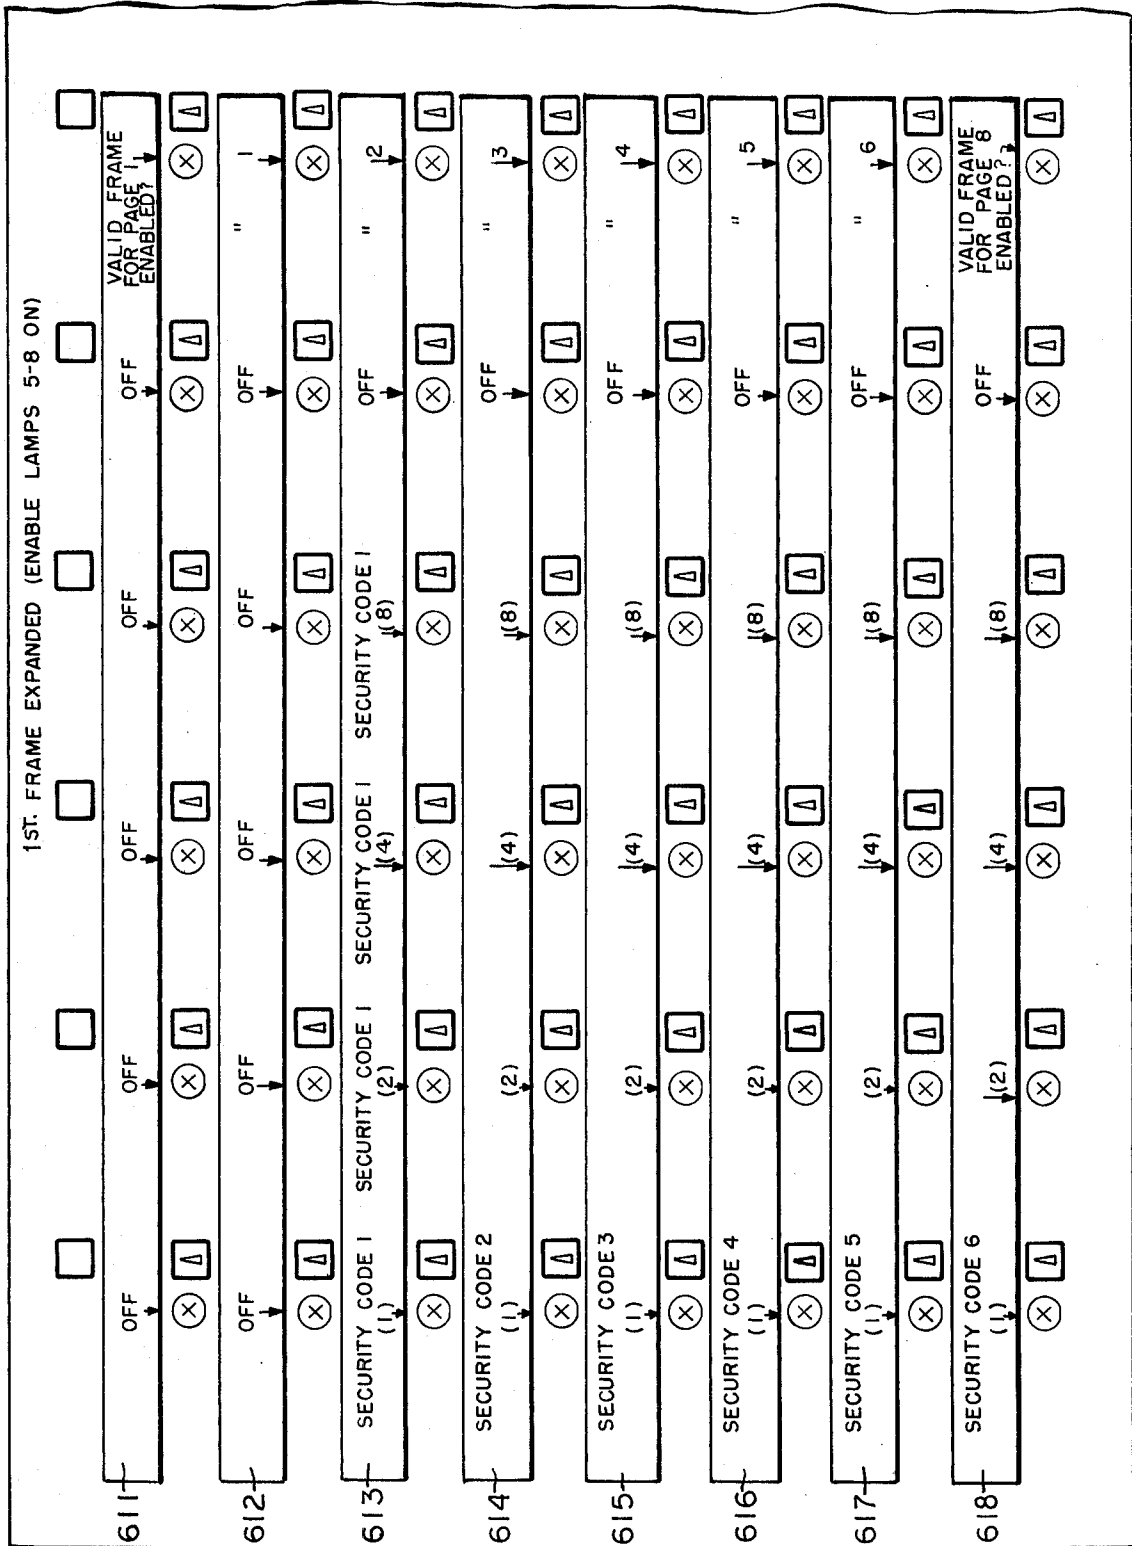 1ST. FRAME EXPANDED (ENABLE LAMPS 5-8 ON)
611 OFF OFF OFF OFF OFF VALID FRAME
FOR PAGE 1
ENABLED?
612 OFF OFF OFF OFF OFF " 1
613 SECURITY CODE 1 SECURITY CODE 1 SECURITY CODE 1 SECURITY CODE 1
(1) (2) (4) (8) OFF " 2
614 SECURITY CODE 2
(1) (2) (4) (8) OFF " 3
615 SECURITY CODE 3
(1) (2) (4) (8) OFF " 4
616 SECURITY CODE 4
(1) (2) (4) (8) OFF " 5
617 SECURITY CODE 5
(1) (2) (4) (8) OFF " 6
618 SECURITY CODE 6
(1) (2) (4) (8) OFF VALID FRAME
FOR PAGE 8
ENABLED?